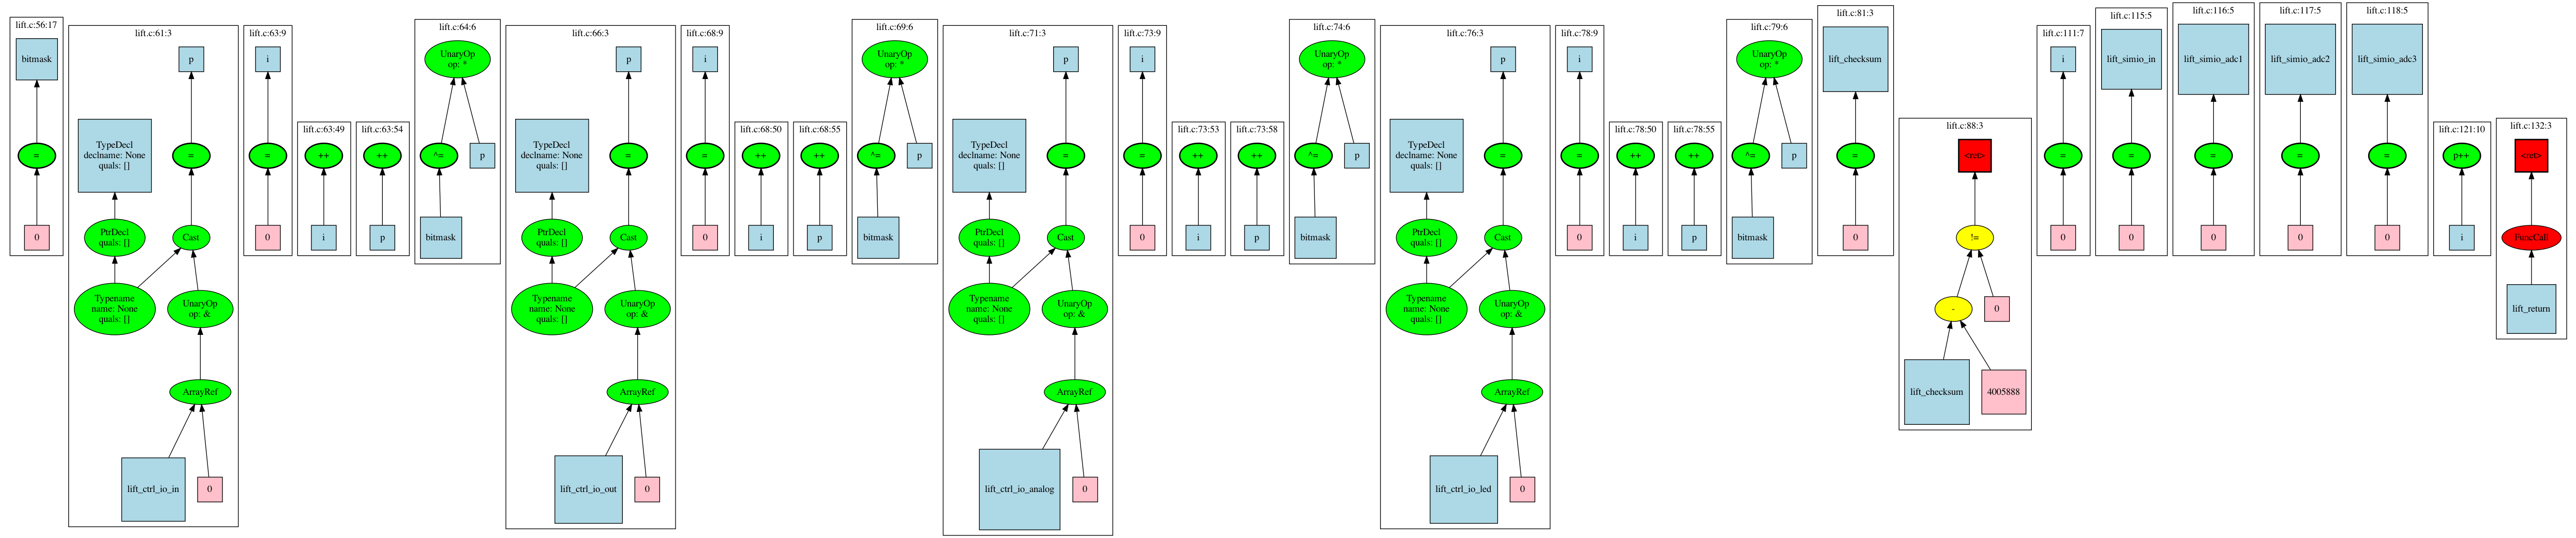 lift.c:56:17
bitmask
=
0
lift.c:61:3
p
TypeDecl
declname: None
quals: []
=
PtrDecl
quals: []
Cast
Typename
name: None
quals: []
UnaryOp
op: &
ArrayRef
lift_ctrl_io_in
0
lift.c:63:9
i
=
0
lift.c:63:49
++
i
lift.c:63:54
++
p
lift.c:64:6
UnaryOp
op: *
^=
p
bitmask
lift.c:66:3
p
TypeDecl
declname: None
quals: []
=
PtrDecl
quals: []
Cast
Typename
name: None
quals: []
UnaryOp
op: &
ArrayRef
lift_ctrl_io_out
0
lift.c:68:9
i
=
0
lift.c:68:50
++
i
lift.c:68:55
++
p
lift.c:69:6
UnaryOp
op: *
^=
p
bitmask
lift.c:71:3
p
TypeDecl
declname: None
quals: []
=
PtrDecl
quals: []
Cast
Typename
name: None
quals: []
UnaryOp
op: &
ArrayRef
lift_ctrl_io_analog
0
lift.c:73:9
i
=
0
lift.c:73:53
++
i
lift.c:73:58
++
p
lift.c:74:6
UnaryOp
op: *
^=
p
bitmask
lift.c:76:3
p
TypeDecl
declname: None
quals: []
=
PtrDecl
quals: []
Cast
Typename
name: None
quals: []
UnaryOp
op: &
ArrayRef
lift_ctrl_io_led
0
lift.c:78:9
i
=
0
lift.c:78:50
++
i
lift.c:78:55
++
p
lift.c:79:6
UnaryOp
op: *
^=
p
bitmask
lift.c:81:3
lift_checksum
=
0
lift.c:88:3
<ret>
!=
-
0
lift_checksum
4005888
lift.c:111:7
i
=
0
lift.c:115:5
lift_simio_in
=
0
lift.c:116:5
lift_simio_adc1
=
0
lift.c:117:5
lift_simio_adc2
=
0
lift.c:118:5
lift_simio_adc3
=
0
lift.c:121:10
p++
i
lift.c:132:3
<ret>
FuncCall
lift_return